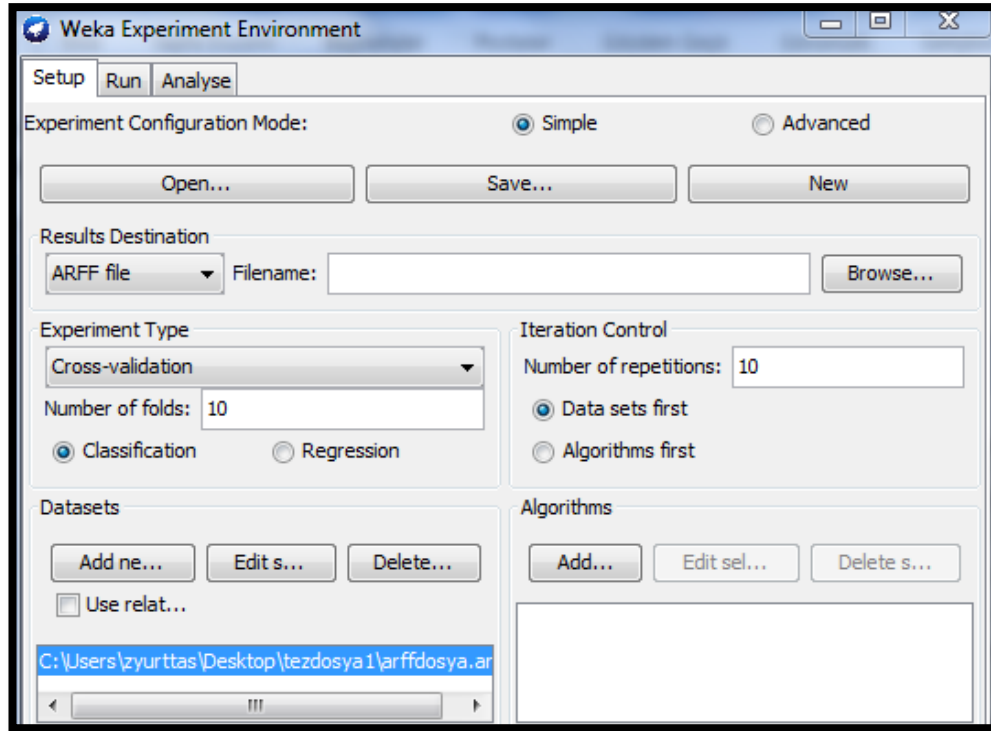 Weka Experiment Environment
Setup Run Analyse
Experiment Configuration Mode: Simple Advanced
Open... Save... New
Results Destination
ARFF file Filename: Browse...
Experiment Type
Cross-validation
Number of folds: 10
Classification Regression
Iteration Control
Number of repetitions: 10
Data sets first
Algorithms first
Datasets
Add ne... Edit s... Delete...
Use relat...
C:\Users\zyurttas\Desktop\tezdosya1\arffdosya.ar
Algorithms
Add... Edit sel... Delete s...